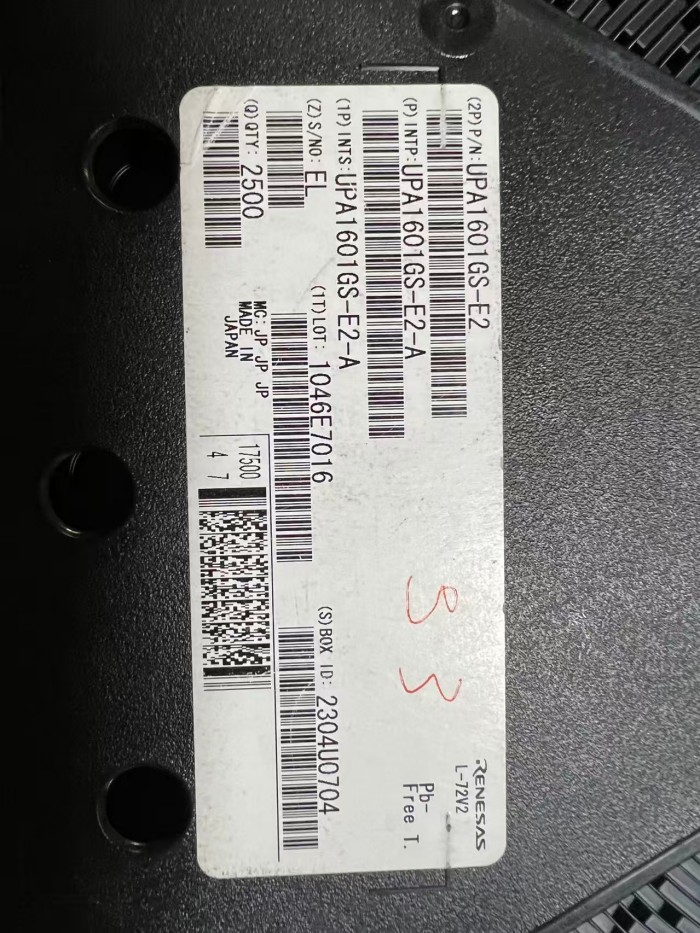 (2P)P/N:UPA1601GS-E2
(P) INTP:UPA1601GS-E2-A
(1P)INTS:UPA1601GS-E2-A
(Z)S/NO: EL
(1T)LOT: 1046E7016
(S)BOX ID: 2304U0704
(Q)QTY: 2500
MC: JP JP JP
MADE IN
JAPAN
17500
4 7
33
RENESAS
L-72V2
Pb-
Free T.